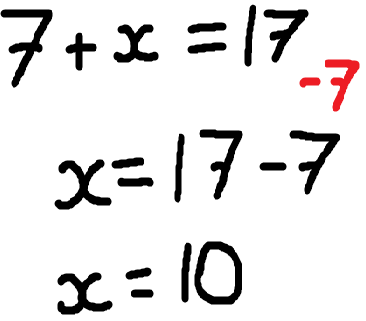 7 + x = 17
-7
x = 17 - 7
x = 10